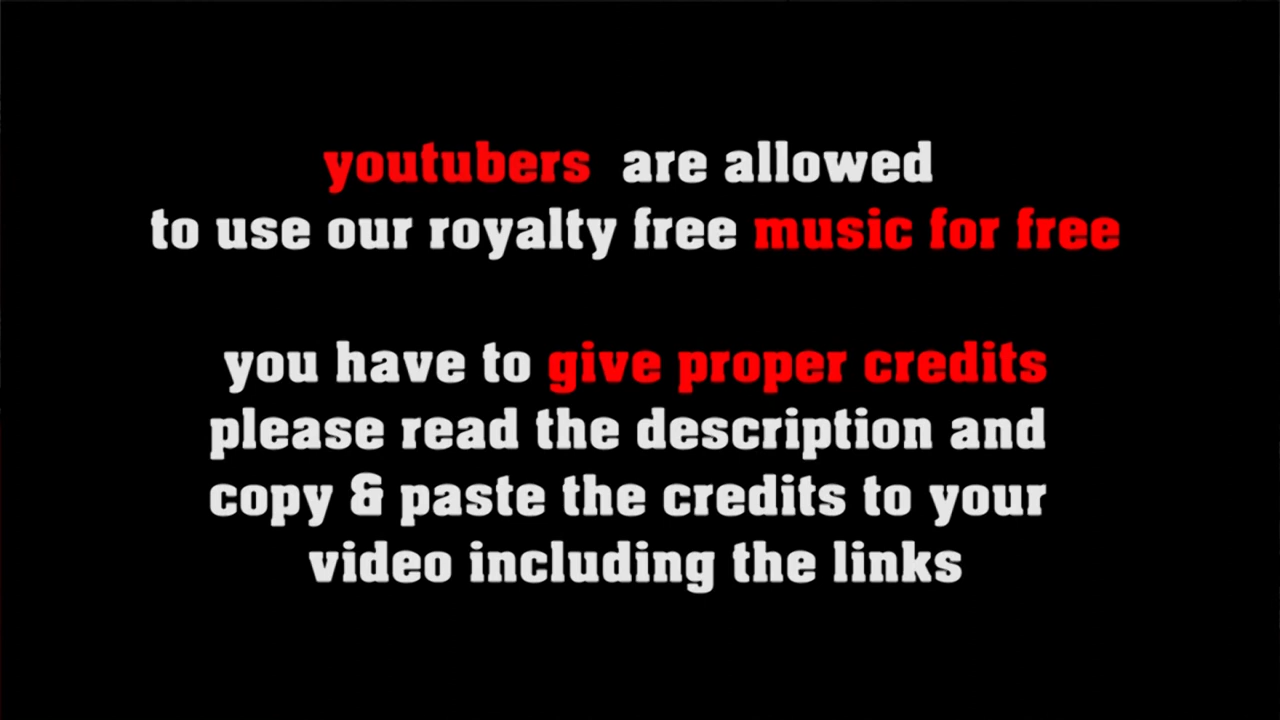 youtubers are allowed
to use our royalty free music for free
you have to give proper credits
please read the description and
copy & paste the credits to your
video including the links